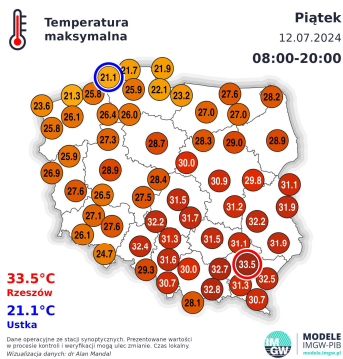 Temperatura
maksymalna
Piątek
12.07.2024
08:00-20:00
21.1 21.7 21.9
23.6 21.3 25.8 25.9 22.1 23.2 27.6 28.2
26.1 26.4 26.0 27.0 27.0
25.8
27.3 28.7 28.3 29.0 28.9
25.9 30.0
26.9 28.9 28.4 30.9 29.8 31.1
27.6 26.5 27.5 31.5
31.2 31.9
27.1 32.2 31.7 32.2
26.1 27.6
32.4 31.3 31.5 31.1 31.9
24.7 31.6
29.3 30.0 32.7 33.5
30.7 32.8 31.3 32.5
28.1 30.7
33.5°C
Rzeszów
21.1°C
Ustka
Dane operacyjne ze stacji synoptycznych. Prezentowane wartości
w procesie kontroli i weryfikacji mogą ulec zmianie. Czas lokalny.
Wizualizacja danych: dr Alan Mandal
IM
GW
MODELE
IMGW-PIB
modele.imgw.pl